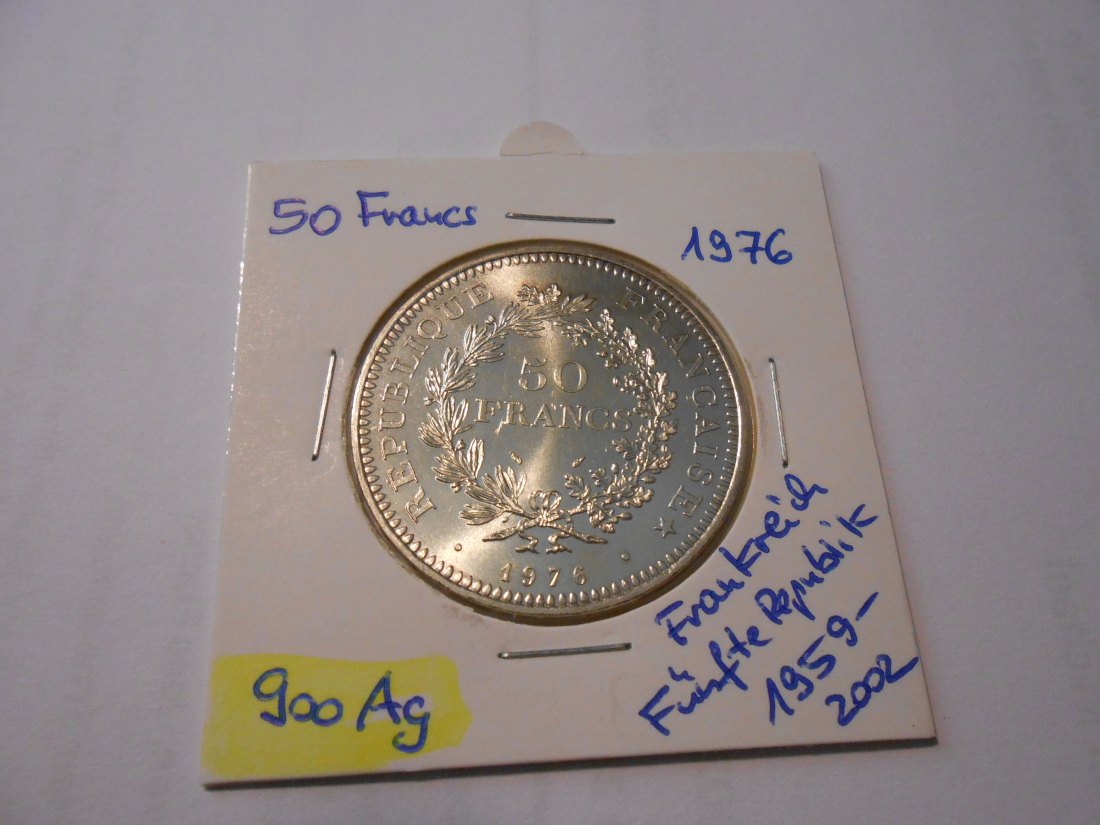 50 Francs
1976
RÉPUBLIQUE FRANÇAISE
50
FRANCS
1976
900 Ag
Frankreich
Fünfte Republik
1959-
2002